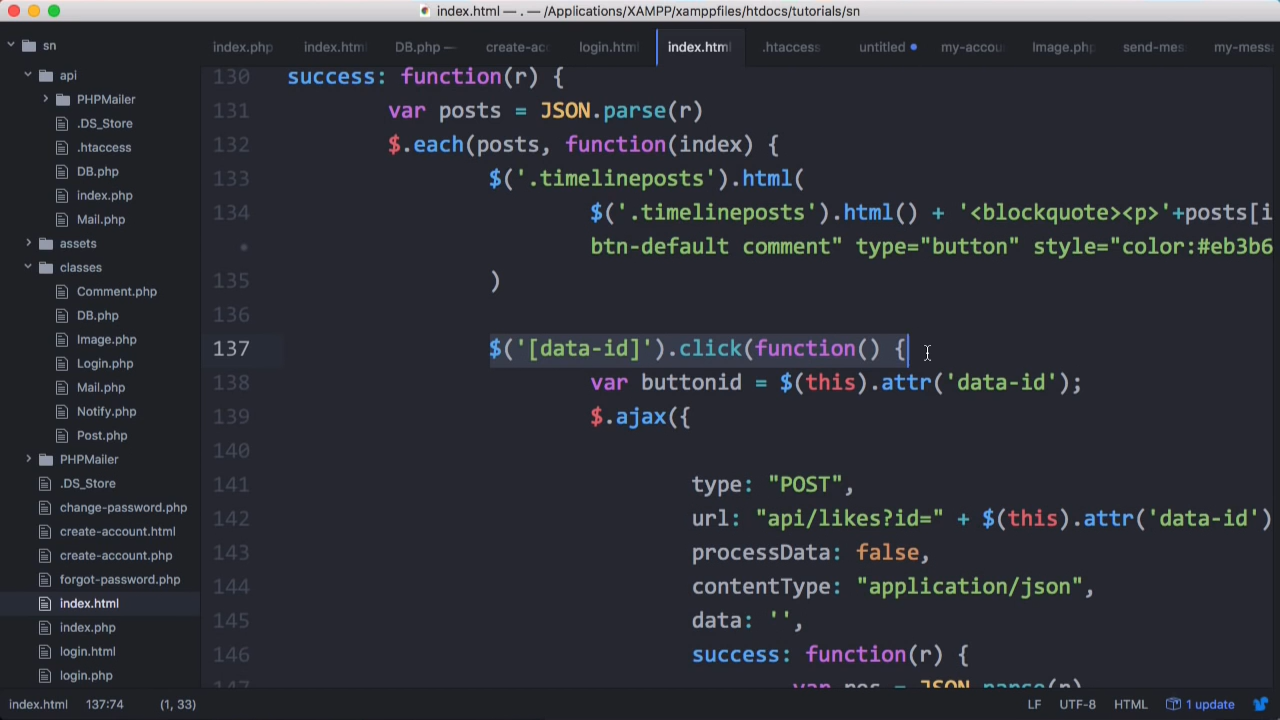 index.html — . — /Applications/XAMPP/xamppfiles/htdocs/tutorials/sn
sn
api
PHPMailer
.DS_Store
.htaccess
DB.php
index.php
Mail.php
assets
classes
Comment.php
DB.php
Image.php
Login.php
Mail.php
Notify.php
Post.php
PHPMailer
.DS_Store
change-password.php
create-account.html
create-account.php
forgot-password.php
index.html
index.php
login.html
login.php
index.php index.html DB.php — create-acc login.html index.html .htaccess untitled my-accou Image.php send-mes my-messa
130 success: function(r) {
131 var posts = JSON.parse(r)
132 $.each(posts, function(index) {
133 $('.timelineposts').html(
134 $('.timelineposts').html() + '<blockquote><p>'+posts[i
btn-default comment" type="button" style="color:#eb3b6
135 )
136
137 $('[data-id]').click(function() {
138 var buttonid = $(this).attr('data-id');
139 $.ajax({
140
141 type: "POST",
142 url: "api/likes?id=" + $(this).attr('data-id')
143 processData: false,
144 contentType: "application/json",
145 data: '',
146 success: function(r) {
147 var res = JSON.parse(r)
index.html 137:74 (1, 33) LF UTF-8 HTML 1 update